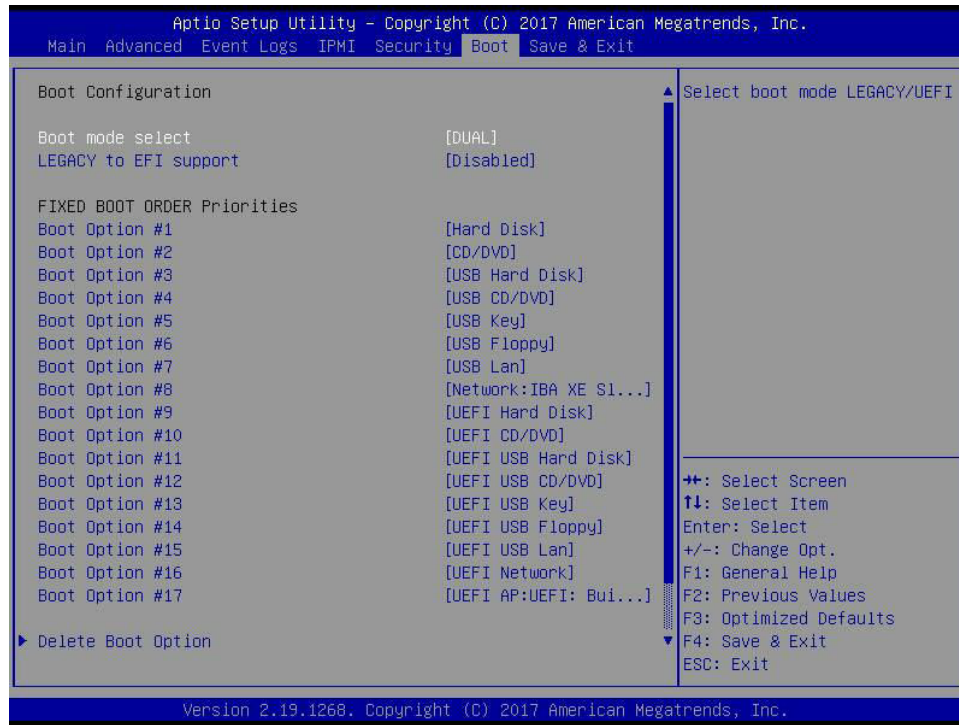 Aptio Setup Utility – Copyright (C) 2017 American Megatrends, Inc.
Main Advanced Event Logs IPMI Security Boot Save & Exit
Boot Configuration
Boot mode select [DUAL]
LEGACY to EFI support [Disabled]
FIXED BOOT ORDER Priorities
Boot Option #1 [Hard Disk]
Boot Option #2 [CD/DVD]
Boot Option #3 [USB Hard Disk]
Boot Option #4 [USB CD/DVD]
Boot Option #5 [USB Key]
Boot Option #6 [USB Floppy]
Boot Option #7 [USB Lan]
Boot Option #8 [Network:IBA XE Sl...]
Boot Option #9 [UEFI Hard Disk]
Boot Option #10 [UEFI CD/DVD]
Boot Option #11 [UEFI USB Hard Disk]
Boot Option #12 [UEFI USB CD/DVD]
Boot Option #13 [UEFI USB Key]
Boot Option #14 [UEFI USB Floppy]
Boot Option #15 [UEFI USB Lan]
Boot Option #16 [UEFI Network]
Boot Option #17 [UEFI AP:UEFI: Bui...]
Delete Boot Option
Select boot mode LEGACY/UEFI
→←: Select Screen
↑↓: Select Item
Enter: Select
+/-: Change Opt.
F1: General Help
F2: Previous Values
F3: Optimized Defaults
F4: Save & Exit
ESC: Exit
Version 2.19.1268. Copyright (C) 2017 American Megatrends, Inc.